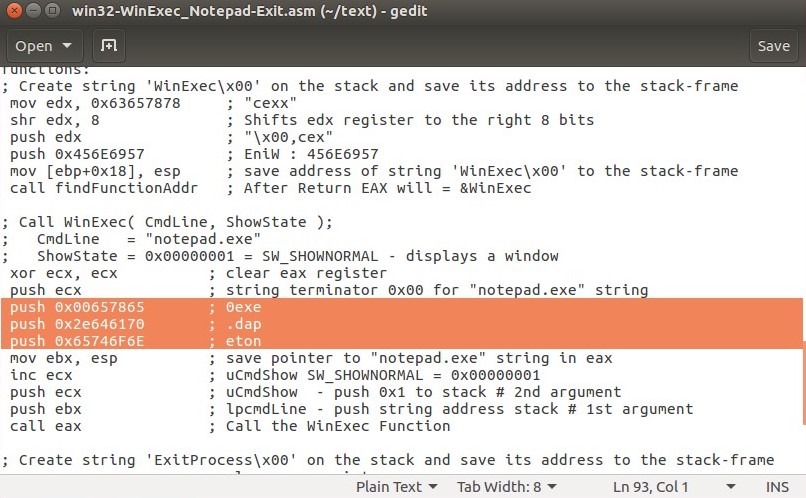 win32-WinExec_Notepad-Exit.asm (~/text) - gedit
Open Save
functions:
; Create string 'WinExec\x00' on the stack and save its address to the stack-frame
mov edx, 0x63657878 ; "cexx"
shr edx, 8 ; Shifts edx register to the right 8 bits
push edx ; "\x00,cex"
push 0x456E6957 ; EniW : 456E6957
mov [ebp+0x18], esp ; save address of string 'WinExec\x00' to the stack-frame
call findFunctionAddr ; After Return EAX will = &WinExec
; Call WinExec( CmdLine, ShowState );
; CmdLine = "notepad.exe"
; ShowState = 0x00000001 = SW_SHOWNORMAL - displays a window
xor ecx, ecx ; clear eax register
push ecx ; string terminator 0x00 for "notepad.exe" string
push 0x00657865 ; 0exe
push 0x2e646170 ; .dap
push 0x65746F6E ; eton
mov ebx, esp ; save pointer to "notepad.exe" string in eax
inc ecx ; uCmdShow SW_SHOWNORMAL = 0x00000001
push ecx ; uCmdShow - push 0x1 to stack # 2nd argument
push ebx ; lpcmdLine - push string address stack # 1st argument
call eax ; Call the WinExec Function
; Create string 'ExitProcess\x00' on the stack and save its address to the stack-frame
Plain Text Tab Width: 8 Ln 93, Col 1 INS